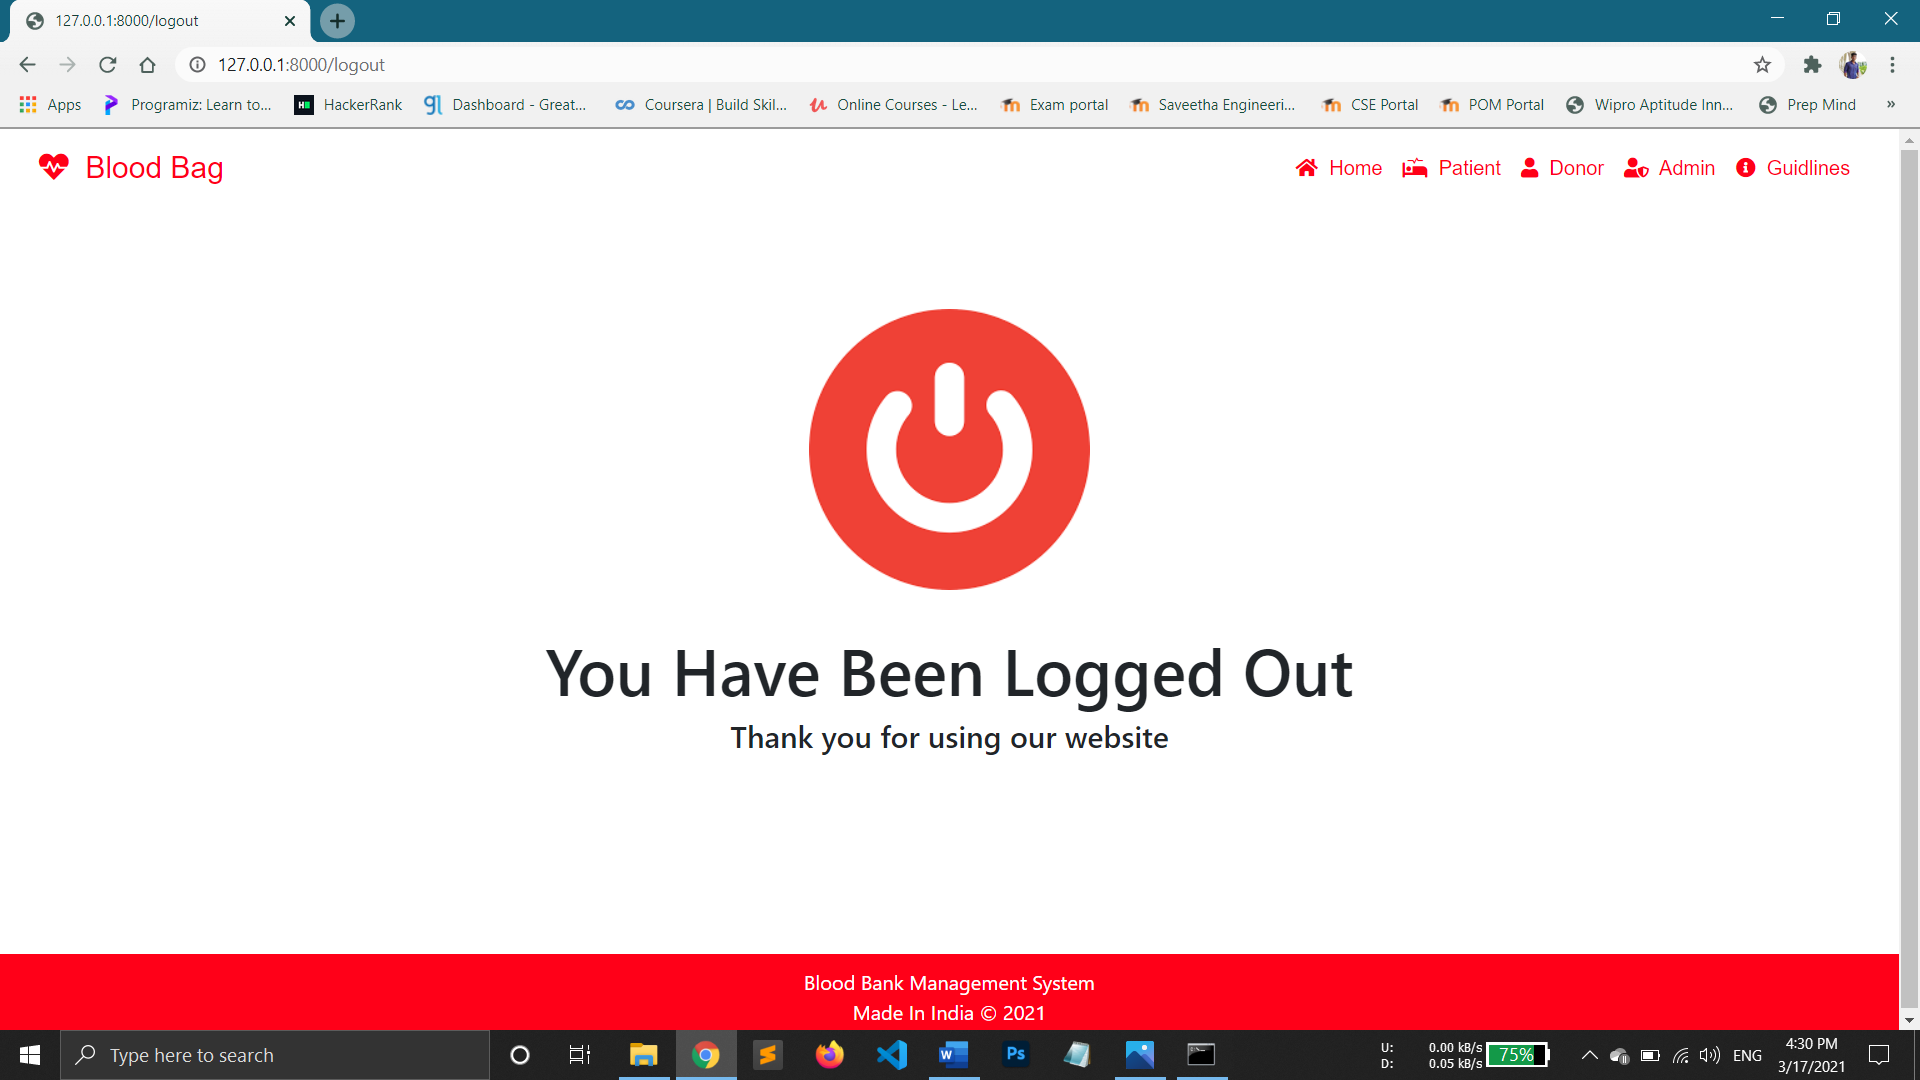 127.0.0.1:8000/logout
127.0.0.1:8000/logout
Apps Programiz: Learn to... HackerRank Dashboard - Great... Coursera | Build Skil... Online Courses - Le... Exam portal Saveetha Engineeri... CSE Portal POM Portal Wipro Aptitude Inn... Prep Mind »
Blood Bag Home Patient Donor Admin Guidlines
You Have Been Logged Out
Thank you for using our website
Blood Bank Management System
Made In India © 2021
Type here to search
U: 0.00 kB/s
D: 0.05 kB/s
75%
ENG
4:30 PM
3/17/2021